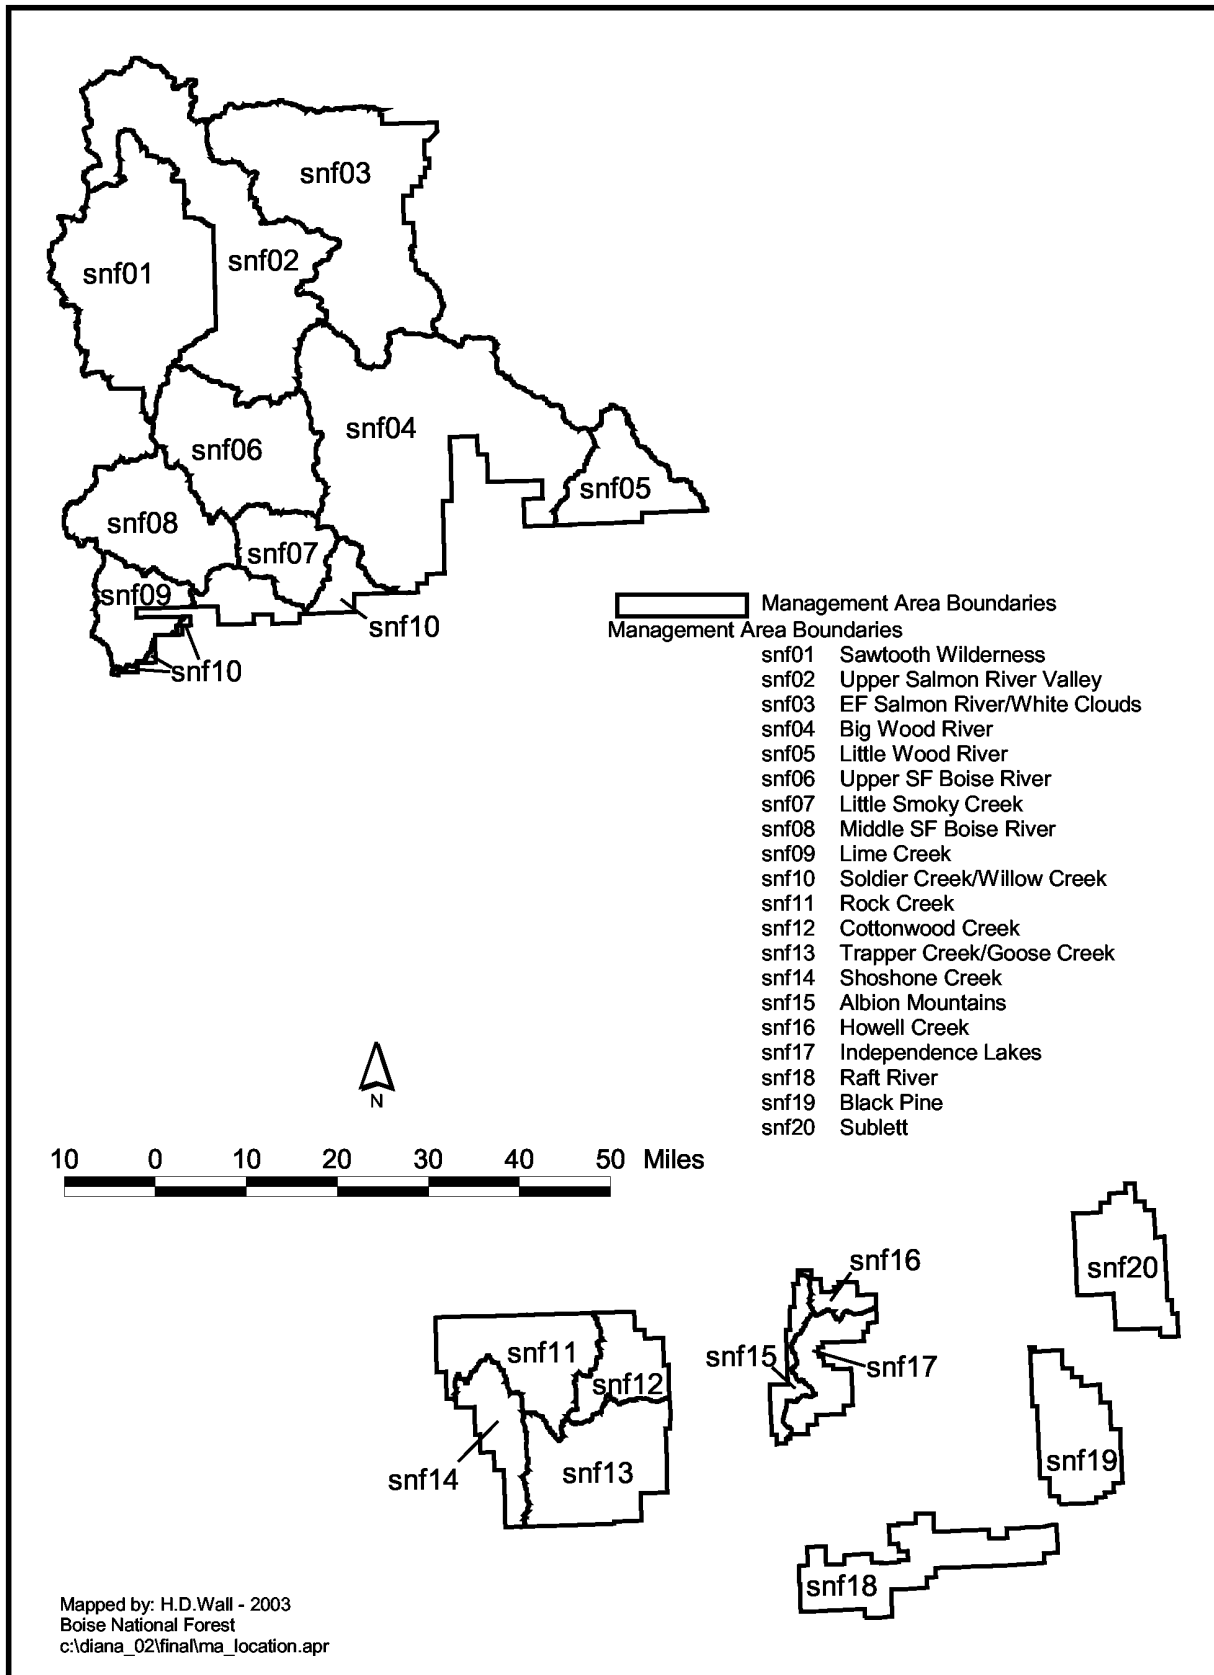 snf03
snf02
snf01
snf04
snf06
snf05
snf08
snf07
snf09
snf10
snf10
Management Area Boundaries
Management Area Boundaries
snf01 Sawtooth Wilderness
snf02 Upper Salmon River Valley
snf03 EF Salmon River/White Clouds
snf04 Big Wood River
snf05 Little Wood River
snf06 Upper SF Boise River
snf07 Little Smoky Creek
snf08 Middle SF Boise River
snf09 Lime Creek
snf10 Soldier Creek/Willow Creek
snf11 Rock Creek
snf12 Cottonwood Creek
snf13 Trapper Creek/Goose Creek
snf14 Shoshone Creek
snf15 Albion Mountains
snf16 Howell Creek
snf17 Independence Lakes
snf18 Raft River
snf19 Black Pine
snf20 Sublett
N
10 0 10 20 30 40 50 Miles
snf16
snf20
snf11
snf15
snf17
snf12
snf19
snf13
snf14
snf18
Mapped by: H.D.Wall - 2003
Boise National Forest
c:\diana_02\final\ma_location.apr